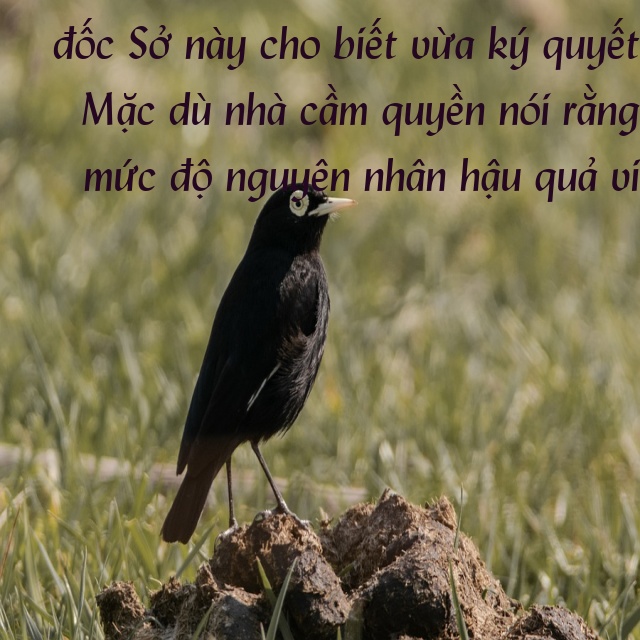 đốc Sở này cho biết vừa ký quyết
Mặc dù nhà cầm quyền nói rằng
mức độ nguyên nhân hậu quả ví